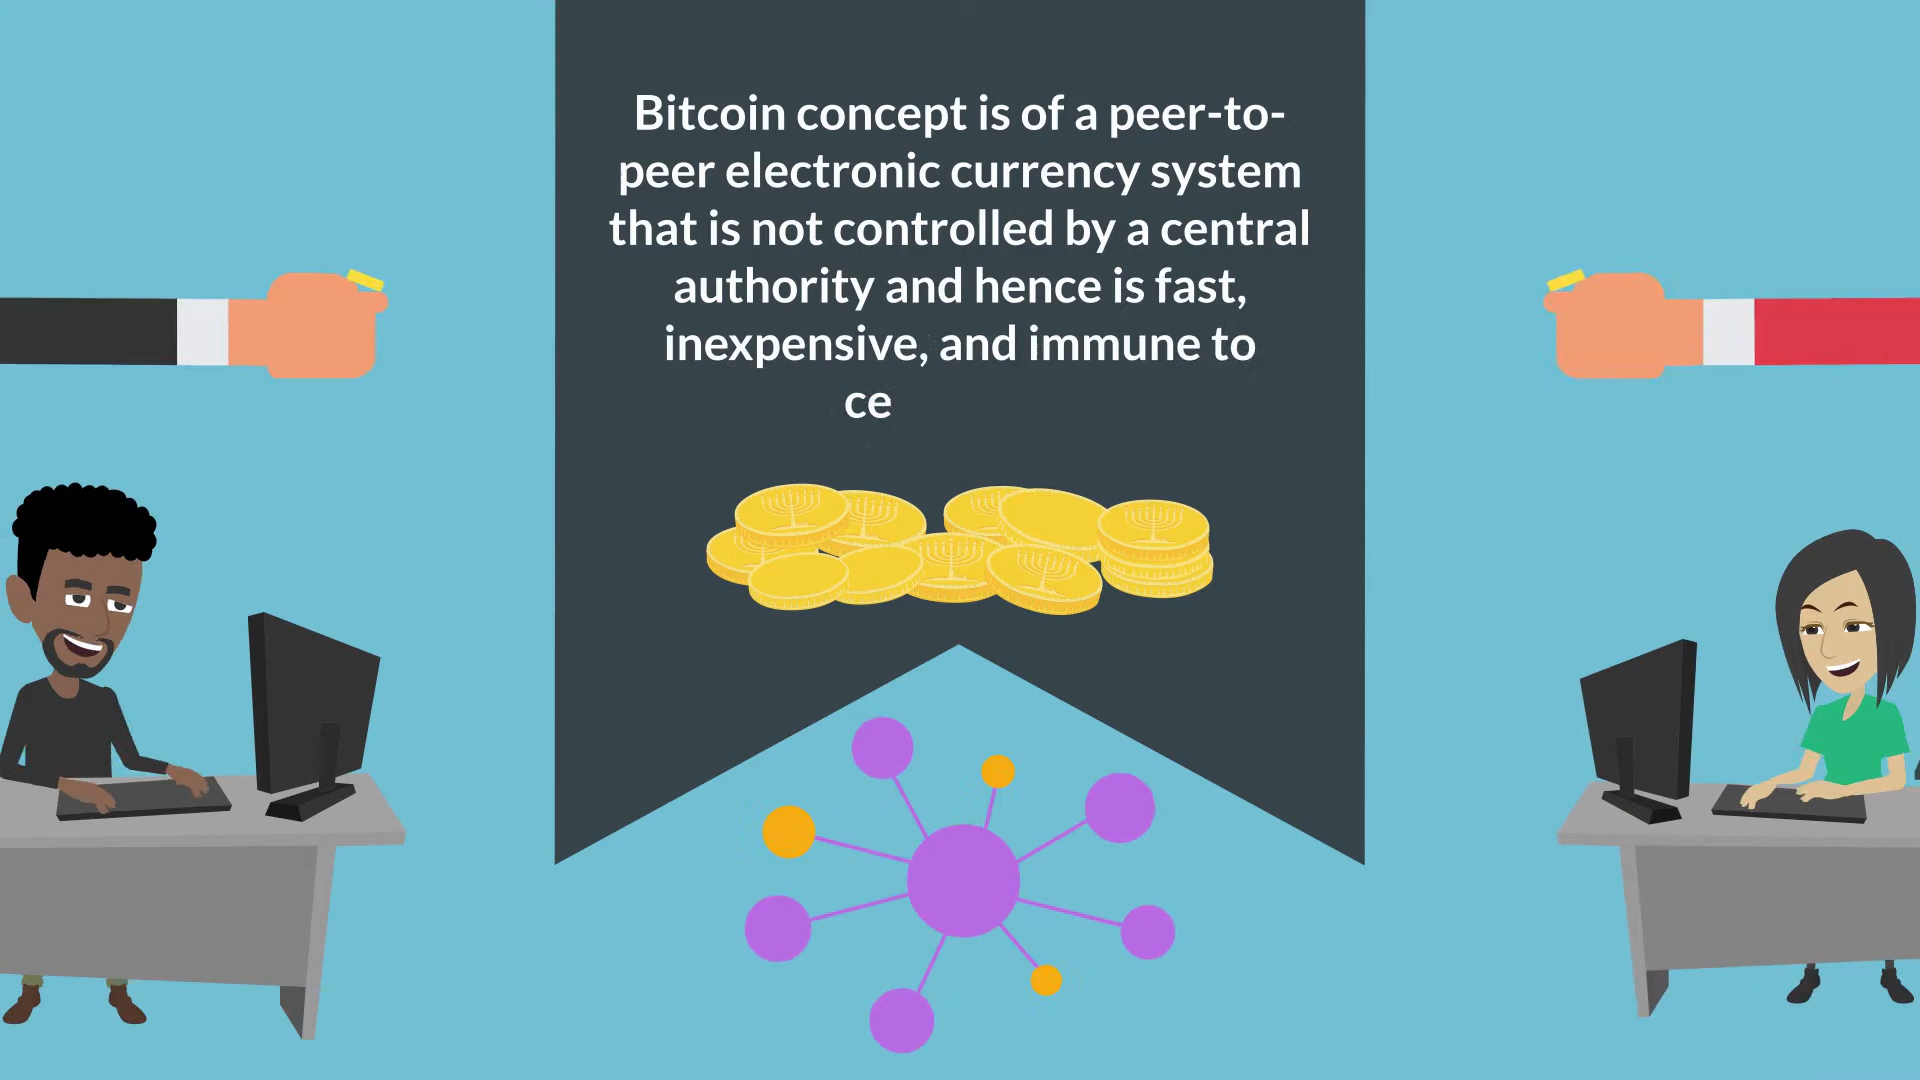 Bitcoin concept is of a peer-to-
peer electronic currency system
that is not controlled by a central
authority and hence is fast,
inexpensive, and immune to
ce